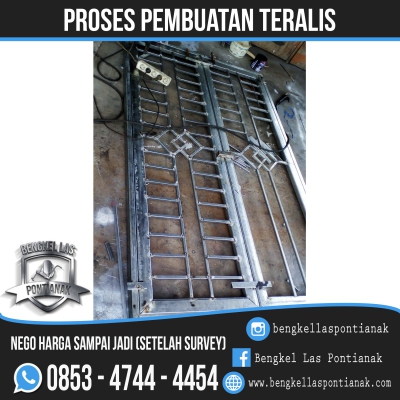 PROSES PEMBUATAN TERALIS
BENGKEL LAS
PONTIANAK
NEGO HARGA SAMPAI JADI (SETELAH SURVEY)
0853 - 4744 - 4454
bengkellaspontianak
Bengkel Las Pontianak
www.bengkellaspontianak.com